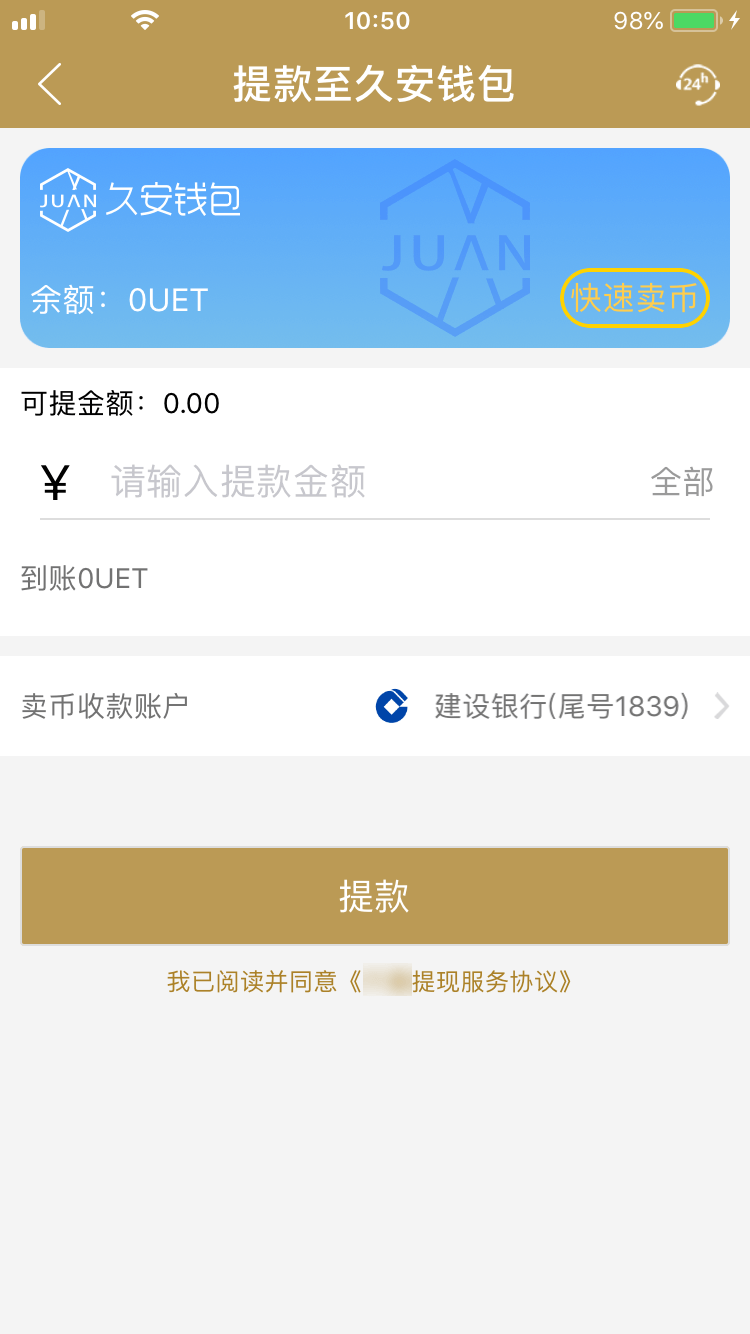 10:50
98%
提款至久安钱包
24h
JUAN 久安钱包
JUAN
余额：0UET
快速卖币
可提金额：0.00
¥ 请输入提款金额 全部
到账0UET
卖币收款账户 建设银行(尾号1839)
提款
我已阅读并同意《提现服务协议》